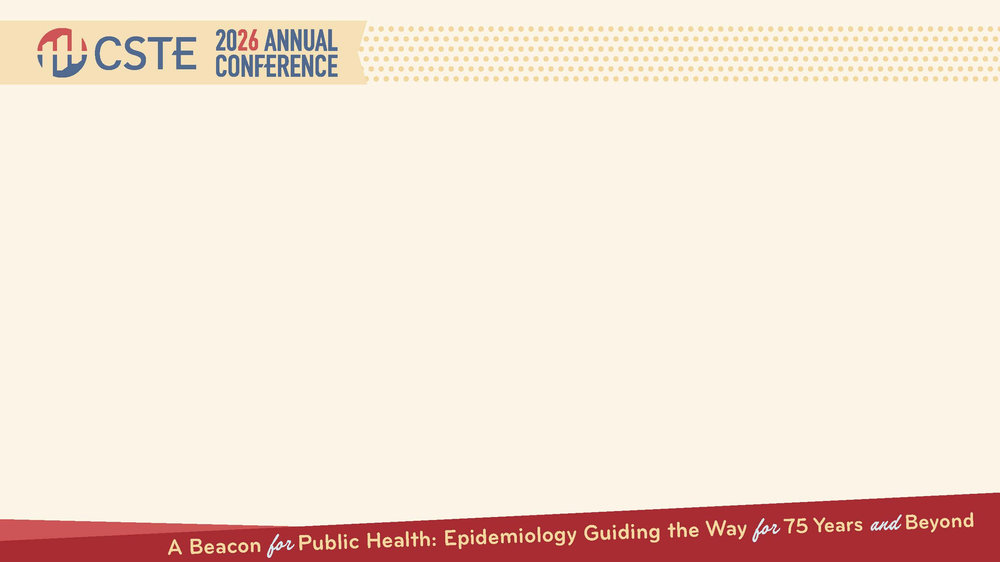 CSTE
2026 ANNUAL
CONFERENCE
A Beacon for Public Health: Epidemiology Guiding the Way for 75 Years and Beyond